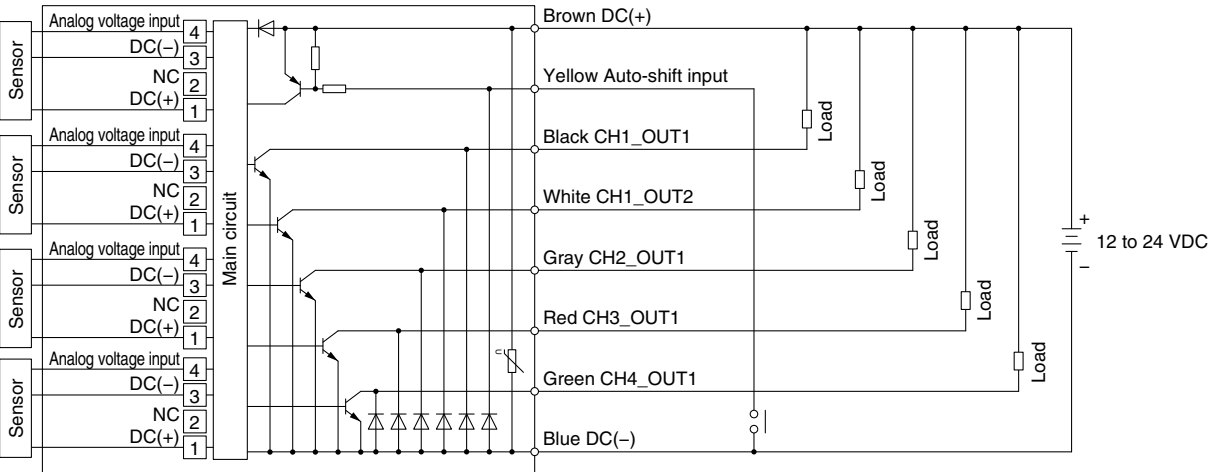 Sensor
Analog voltage input 4
DC(–) 3
NC 2
DC(+) 1
Sensor
Analog voltage input 4
DC(–) 3
NC 2
DC(+) 1
Sensor
Analog voltage input 4
DC(–) 3
NC 2
DC(+) 1
Sensor
Analog voltage input 4
DC(–) 3
NC 2
DC(+) 1
Main circuit
Brown DC(+)
Yellow Auto-shift input
Black CH1_OUT1
White CH1_OUT2
Gray CH2_OUT1
Red CH3_OUT1
Green CH4_OUT1
Blue DC(–)
Load
Load
Load
Load
Load
+
12 to 24 VDC
–